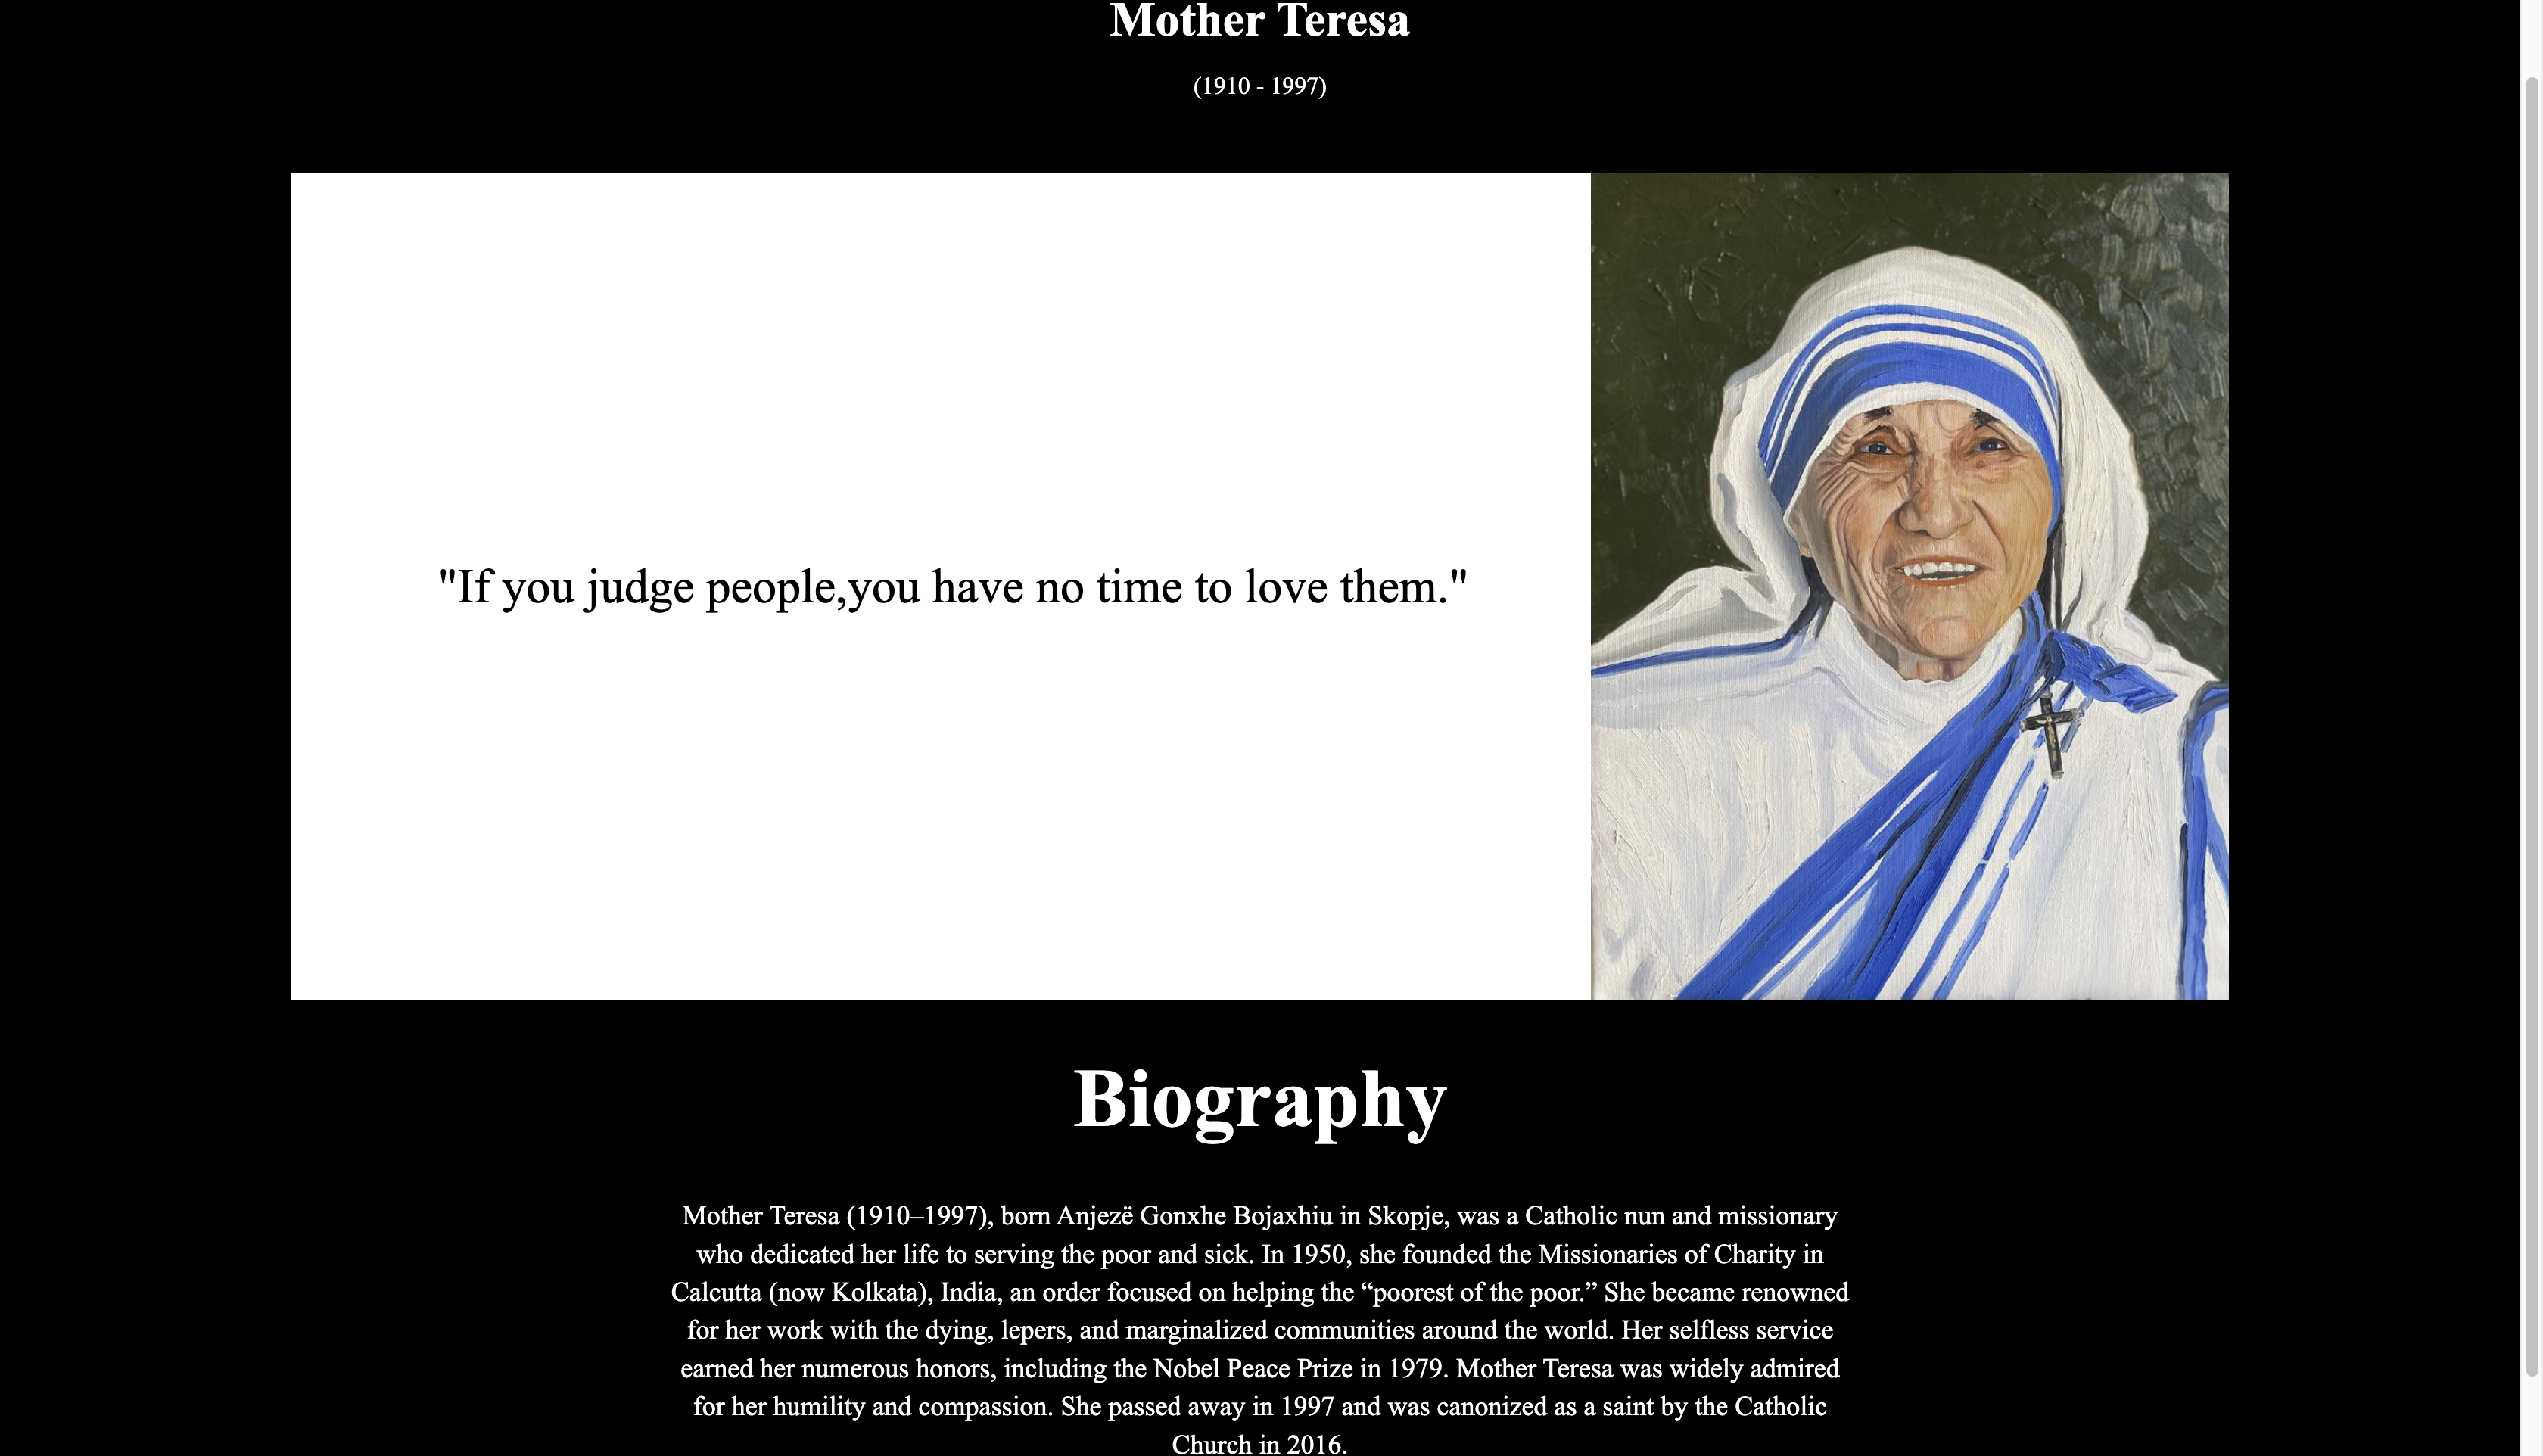 Mother Teresa
(1910 - 1997)
"If you judge people,you have no time to love them."
Biography
Mother Teresa (1910–1997), born Anjezë Gonxhe Bojaxhiu in Skopje, was a Catholic nun and missionary
who dedicated her life to serving the poor and sick. In 1950, she founded the Missionaries of Charity in
Calcutta (now Kolkata), India, an order focused on helping the “poorest of the poor.” She became renowned
for her work with the dying, lepers, and marginalized communities around the world. Her selfless service
earned her numerous honors, including the Nobel Peace Prize in 1979. Mother Teresa was widely admired
for her humility and compassion. She passed away in 1997 and was canonized as a saint by the Catholic
Church in 2016.